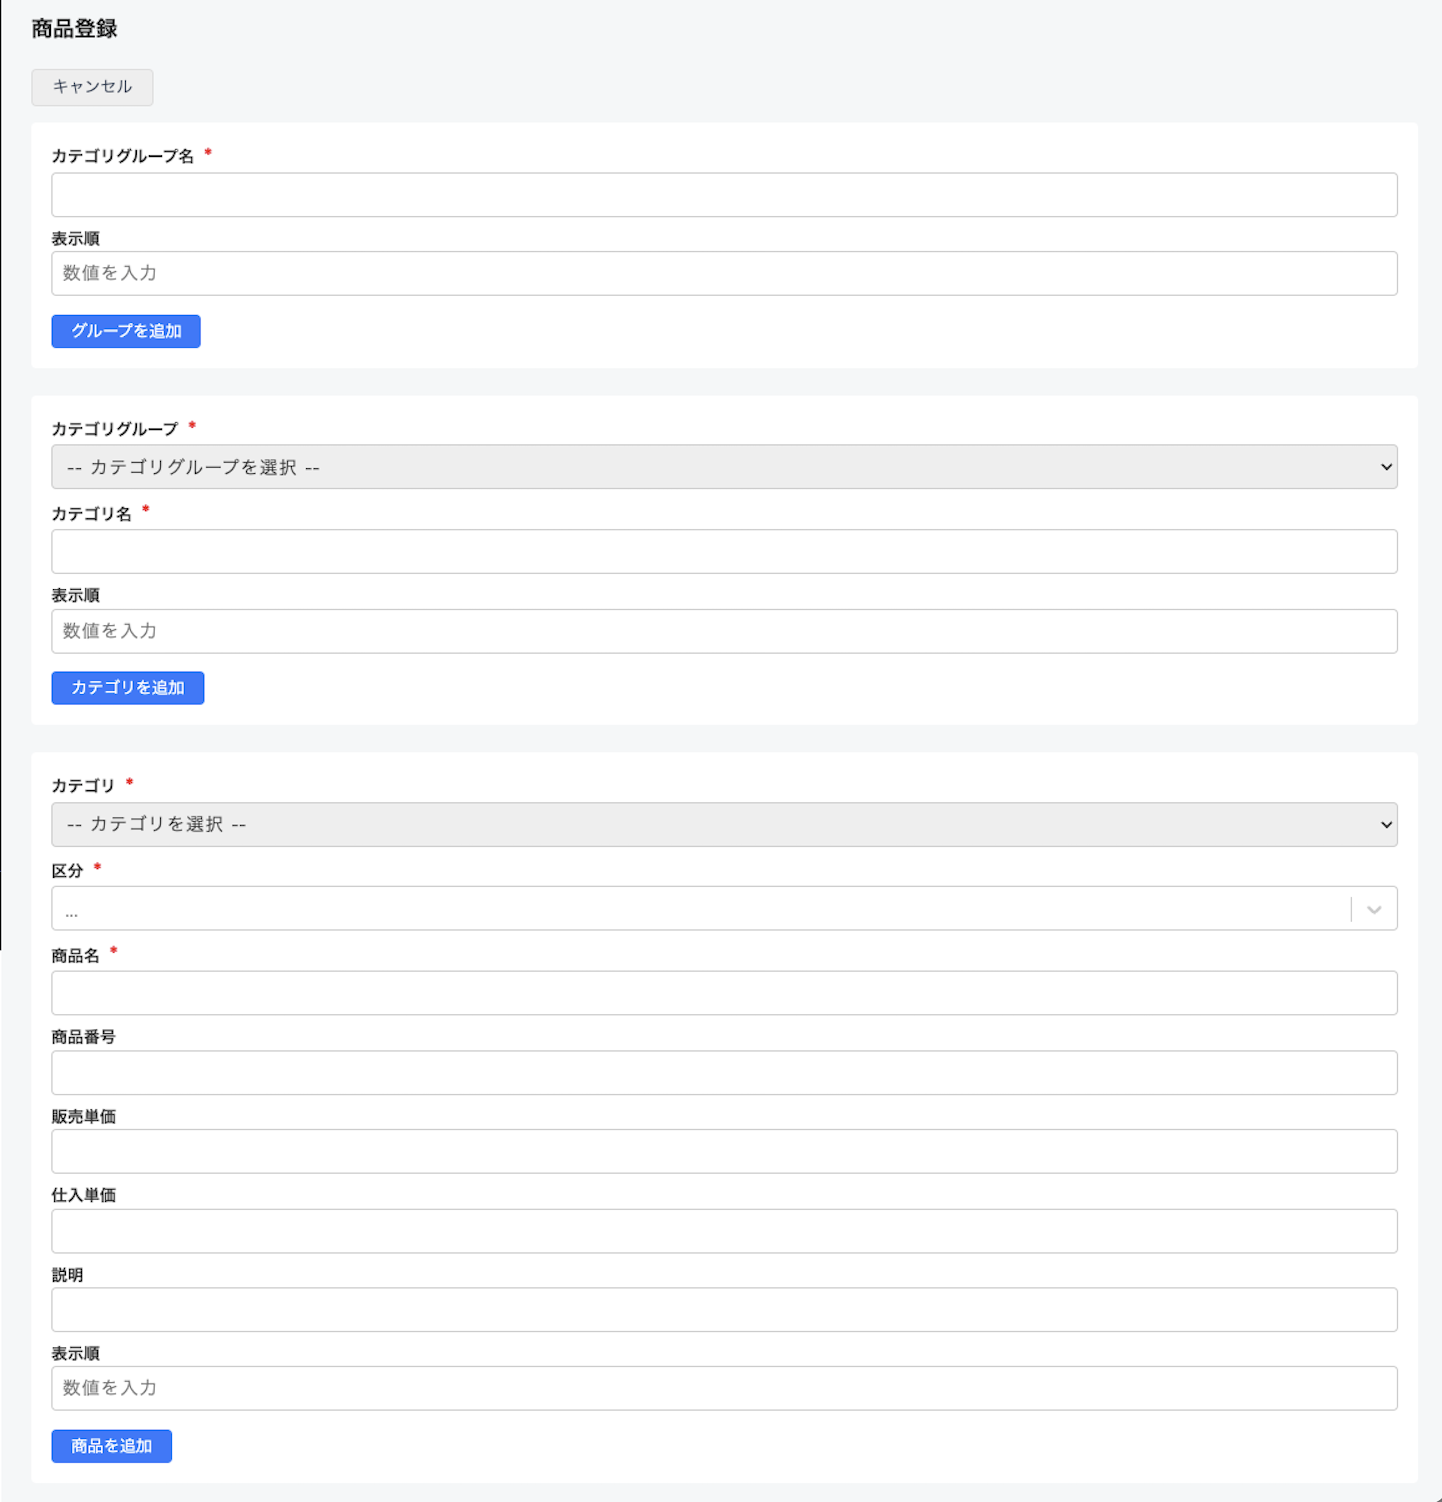 商品登録
キャンセル
カテゴリグループ名 *
表示順
数値を入力
グループを追加
カテゴリグループ *
-- カテゴリグループを選択 --
カテゴリ名 *
表示順
数値を入力
カテゴリを追加
カテゴリ *
-- カテゴリを選択 --
区分 *
...
商品名 *
商品番号
販売単価
仕入単価
説明
表示順
数値を入力
商品を追加